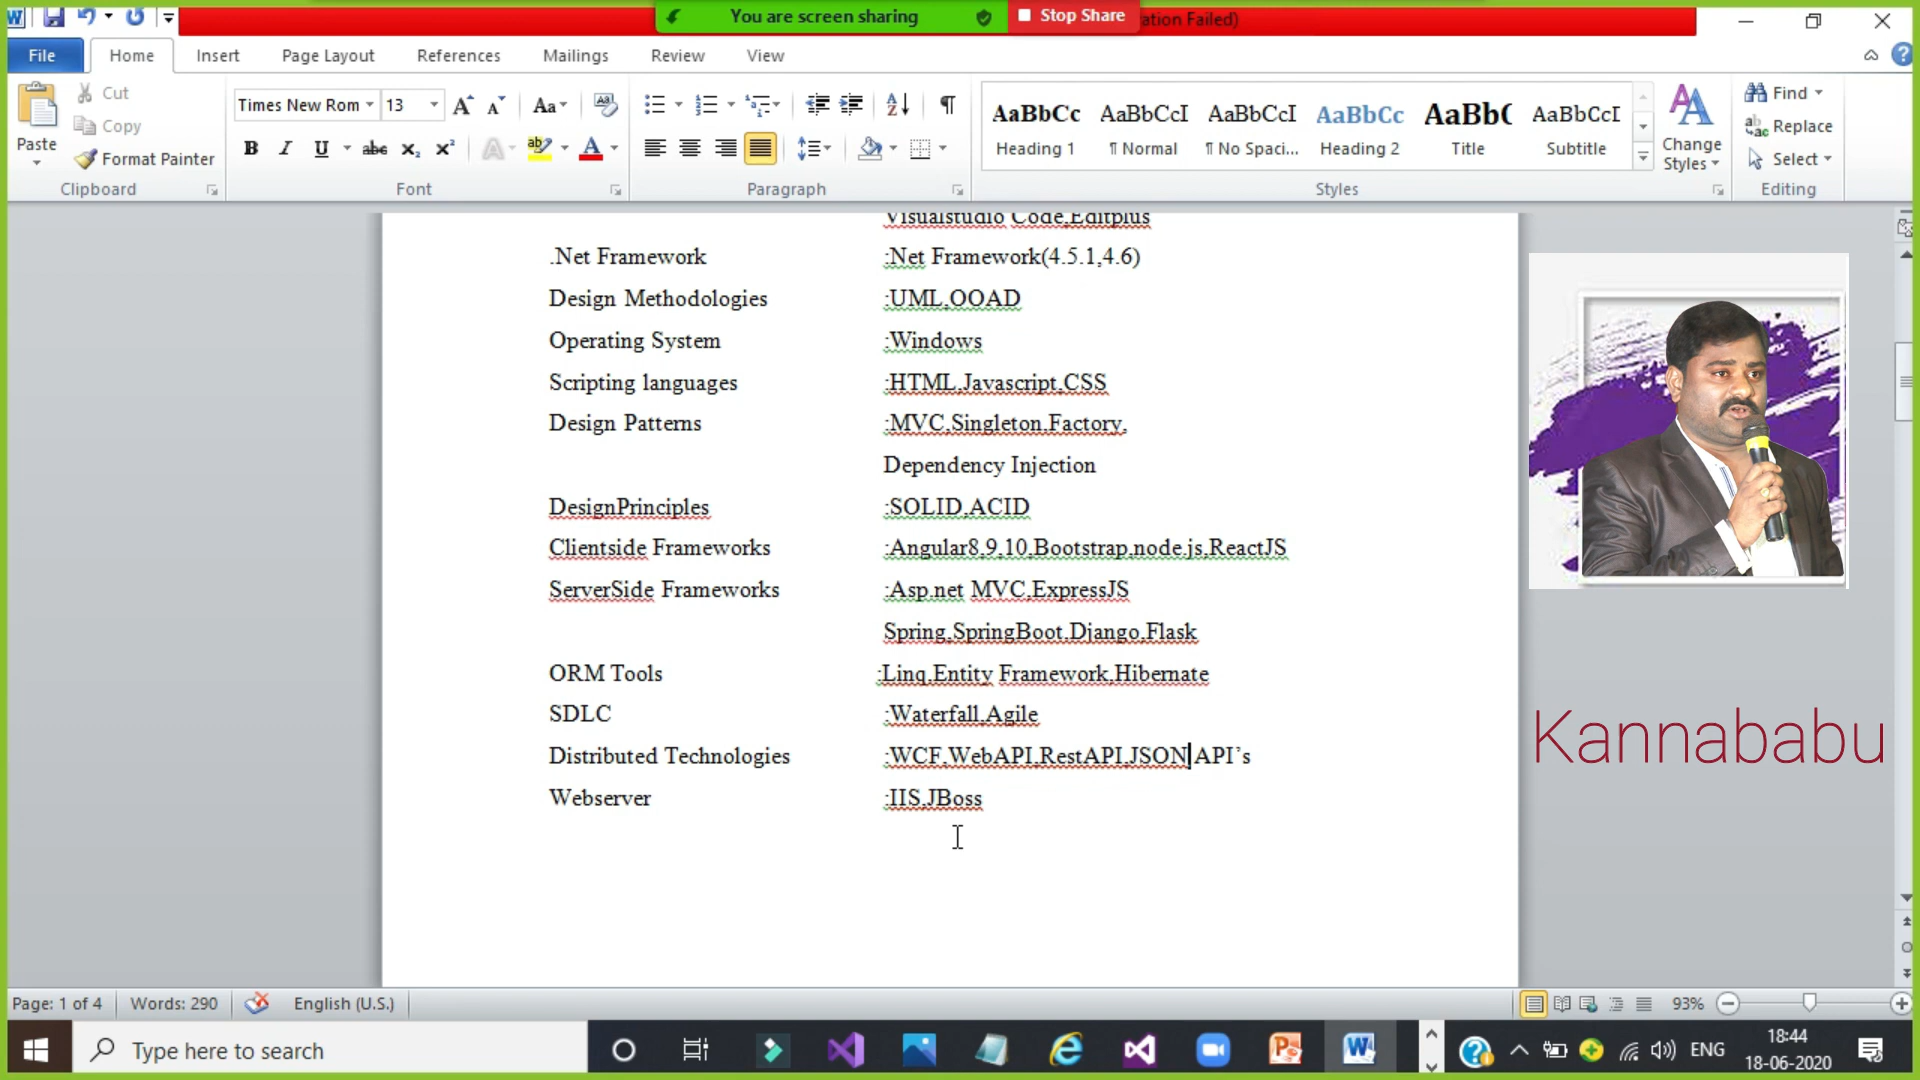 You are screen sharing
Stop Share
ation Failed)
File Home Insert Page Layout References Mailings Review View
Cut
Copy
Format Painter
Paste
Clipboard
Times New Rom 13
Font
Paragraph
AaBbCc AaBbCcI AaBbCcI AaBbCc AaBb( AaBbCcI
Heading 1 ¶ Normal ¶ No Spaci... Heading 2 Title Subtitle
Change Styles
Styles
Find
Replace
Select
Editing
Visualstudio Code,Editplus
.Net Framework :Net Framework(4.5.1,4.6)
Design Methodologies :UML,OOAD
Operating System :Windows
Scripting languages :HTML,Javascript,CSS
Design Patterns :MVC,Singleton,Factory,
Dependency Injection
DesignPrinciples :SOLID,ACID
Clientside Frameworks :Angular8,9,10,Bootstrap,node.js,ReactJS
ServerSide Frameworks :Asp.net MVC,ExpressJS
Spring,SpringBoot,Django,Flask
ORM Tools :Linq,Entity Framework,Hibernate
SDLC :Waterfall,Agile
Distributed Technologies :WCF,WebAPI,RestAPI,JSON API’s
Webserver :IIS,JBoss
Kannababu
Page: 1 of 4 Words: 290 English (U.S.) 93%
Type here to search
ENG
18:44
18-06-2020